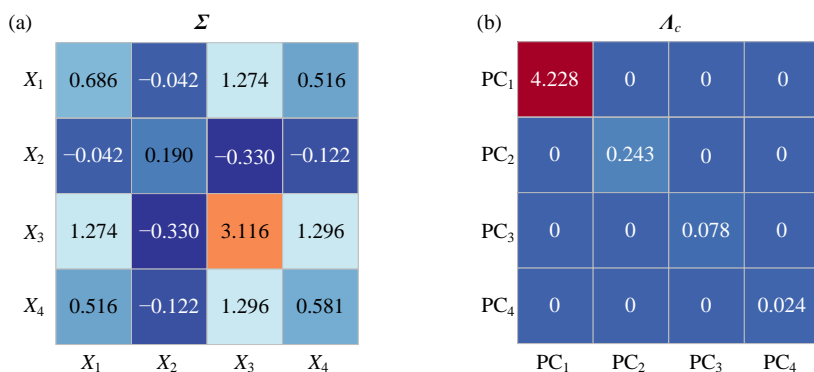 (a) Σ
X₁ 0.686 −0.042 1.274 0.516
X₂ −0.042 0.190 −0.330 −0.122
X₃ 1.274 −0.330 3.116 1.296
X₄ 0.516 −0.122 1.296 0.581
X₁ X₂ X₃ X₄
(b) Λc
PC₁ 4.228 0 0 0
PC₂ 0 0.243 0 0
PC₃ 0 0 0.078 0
PC₄ 0 0 0 0.024
PC₁ PC₂ PC₃ PC₄